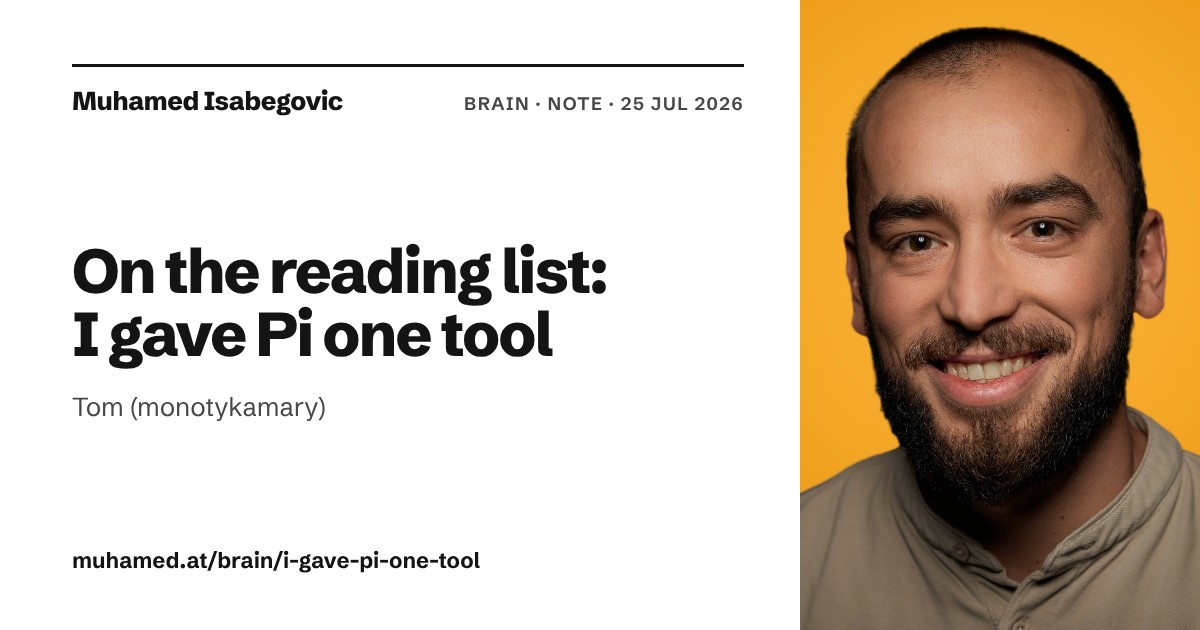 Muhamed Isabegovic
BRAIN · NOTE · 25 JUL 2026
On the reading list:
I gave Pi one tool
Tom (monotykamary)
muhamed.at/brain/i-gave-pi-one-tool